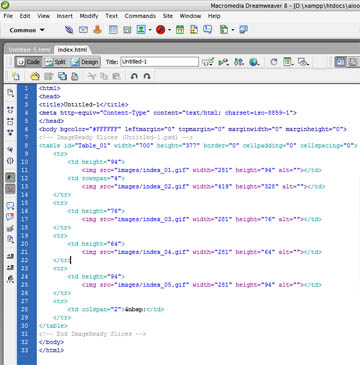 Macromedia Dreamweaver 8 - [D:\xampp\htdocs\
File Edit View Insert Modify Text Commands Site Window Help
Common
Untitled-5.html index.html
Code Split Design Title: Untitled-1
1 <html>
2 <head>
3 <title>Untitled-1</title>
4 <meta http-equiv="Content-Type" content="text/html; charset=iso-8859-1">
5 </head>
6 <body bgcolor="#FFFFFF" leftmargin="0" topmargin="0" marginwidth="0" marginheight="0">
7 <!-- ImageReady Slices (Untitled-1.psd) -->
8 <table id="Table_01" width="700" height="377" border="0" cellpadding="0" cellspacing="0">
9 <tr>
10 <td height="94">
11 <img src="images/index_01.gif" width="281" height="94" alt=""></td>
12 <td rowspan="4">
13 <img src="images/index_02.gif" width="419" height="328" alt=""></td>
14 </tr>
15 <tr>
16 <td height="76">
17 <img src="images/index_03.gif" width="281" height="76" alt=""></td>
18 </tr>
19 <tr>
20 <td height="64">
21 <img src="images/index_04.gif" width="281" height="64" alt=""></td>
22 </tr>
23 <tr>
24 <td height="94">
25 <img src="images/index_05.gif" width="281" height="94" alt=""></td>
26 </tr>
27 <tr>
28 <td colspan="2">&nbsp;</td>
29 </tr>
30 </table>
31 <!-- End ImageReady Slices -->
32 </body>
33 </html>